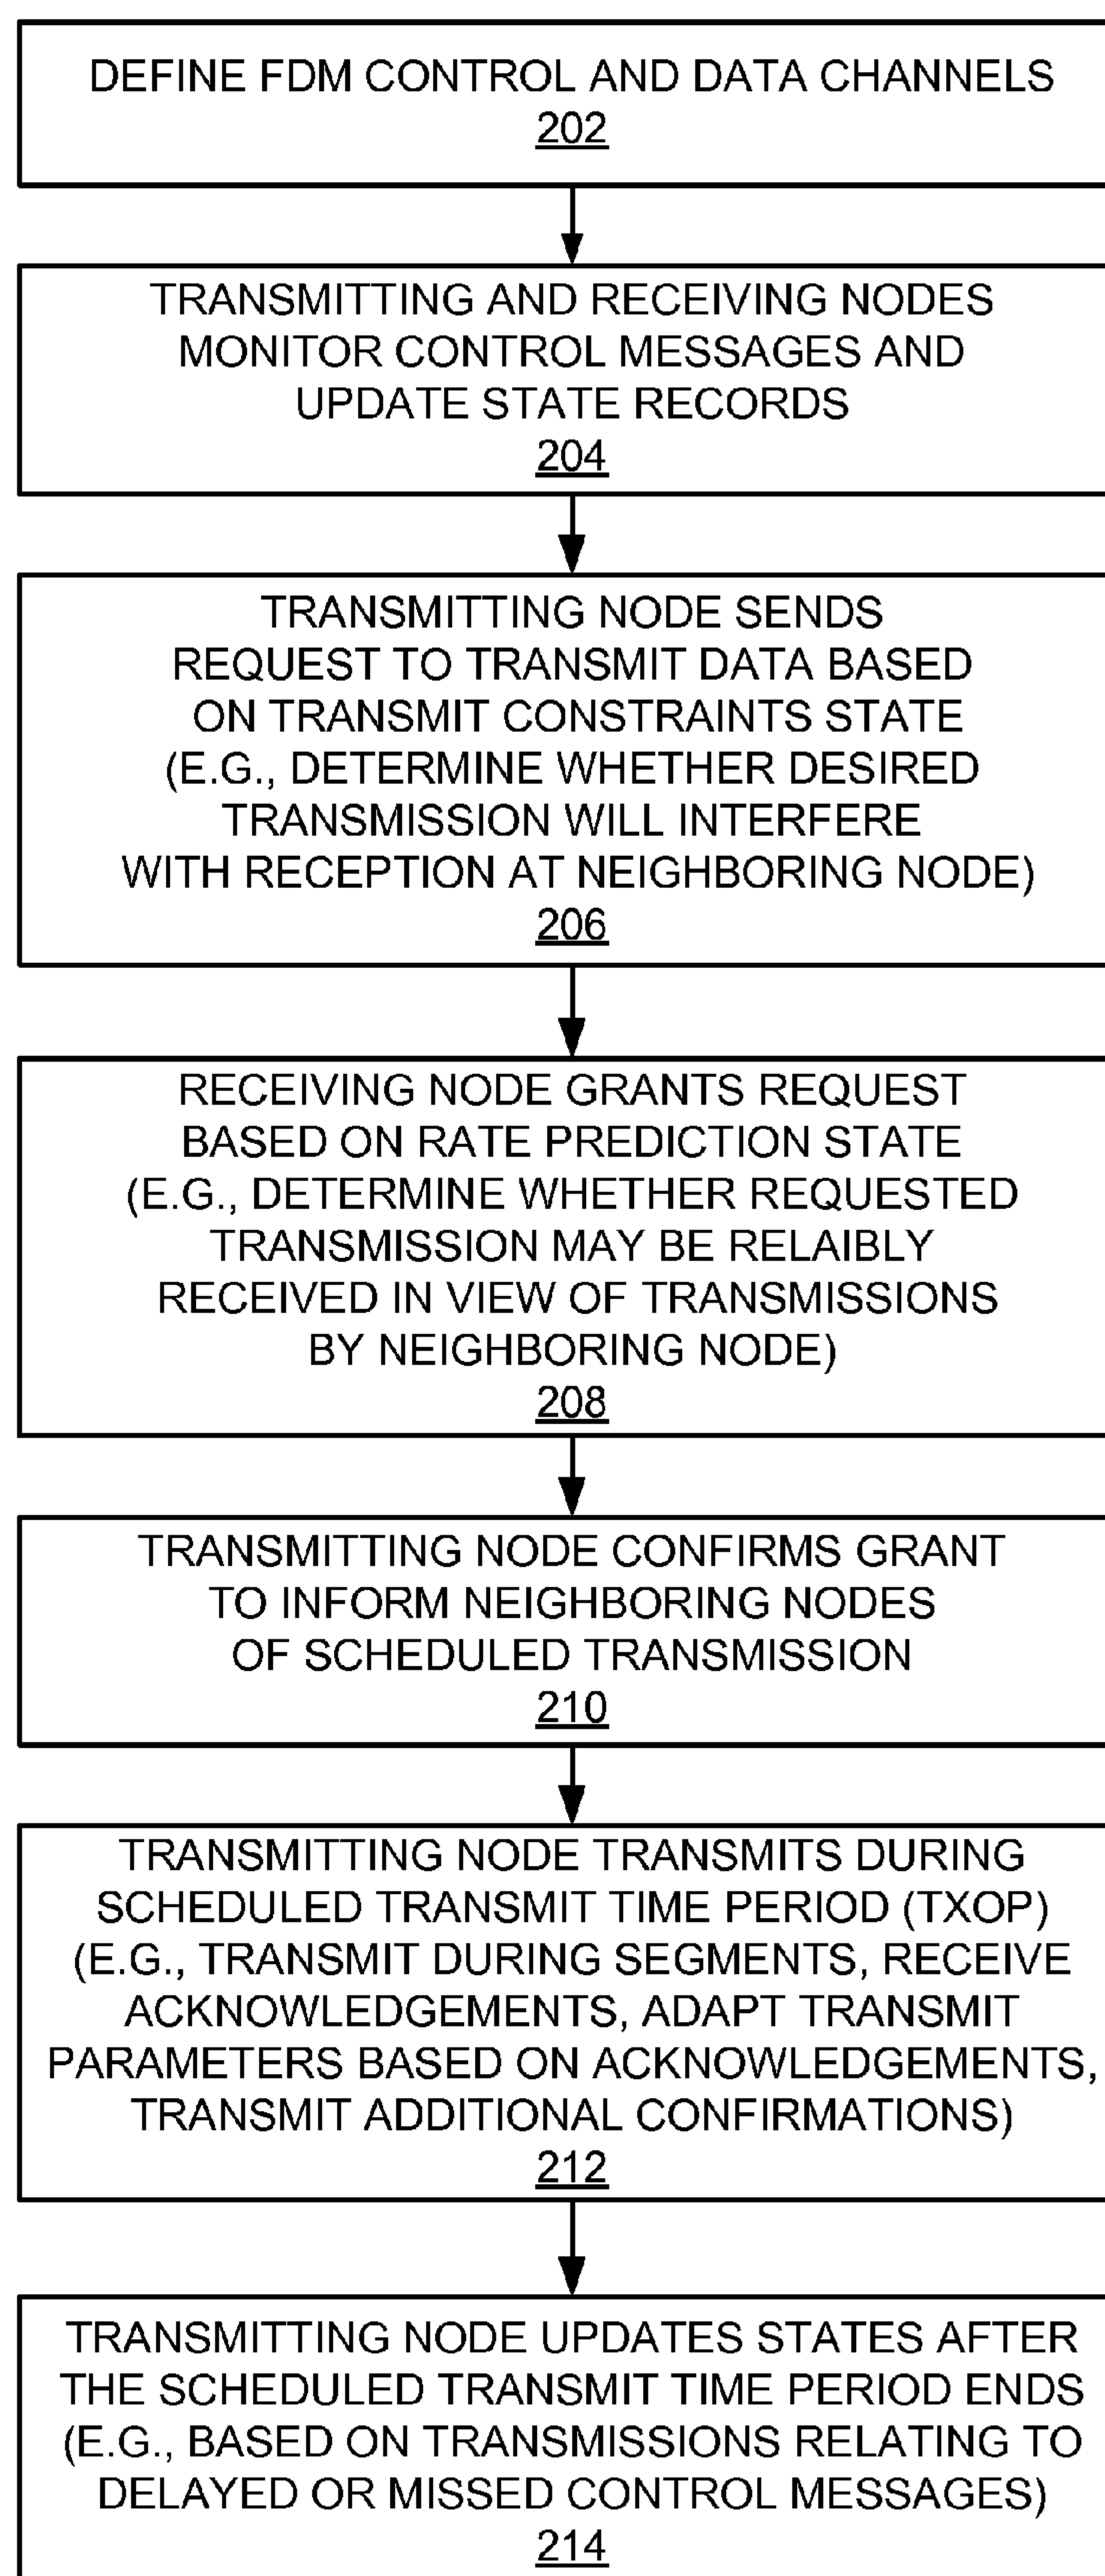 DEFINE FDM CONTROL AND DATA CHANNELS
202
TRANSMITTING AND RECEIVING NODES
MONITOR CONTROL MESSAGES AND
UPDATE STATE RECORDS
204
TRANSMITTING NODE SENDS
REQUEST TO TRANSMIT DATA BASED
ON TRANSMIT CONSTRAINTS STATE
(E.G., DETERMINE WHETHER DESIRED
TRANSMISSION WILL INTERFERE
WITH RECEPTION AT NEIGHBORING NODE)
206
RECEIVING NODE GRANTS REQUEST
BASED ON RATE PREDICTION STATE
(E.G., DETERMINE WHETHER REQUESTED
TRANSMISSION MAY BE RELAIBLY
RECEIVED IN VIEW OF TRANSMISSIONS
BY NEIGHBORING NODE)
208
TRANSMITTING NODE CONFIRMS GRANT
TO INFORM NEIGHBORING NODES
OF SCHEDULED TRANSMISSION
210
TRANSMITTING NODE TRANSMITS DURING
SCHEDULED TRANSMIT TIME PERIOD (TXOP)
(E.G., TRANSMIT DURING SEGMENTS, RECEIVE
ACKNOWLEDGEMENTS, ADAPT TRANSMIT
PARAMETERS BASED ON ACKNOWLEDGEMENTS,
TRANSMIT ADDITIONAL CONFIRMATIONS)
212
TRANSMITTING NODE UPDATES STATES AFTER
THE SCHEDULED TRANSMIT TIME PERIOD ENDS
(E.G., BASED ON TRANSMISSIONS RELATING TO
DELAYED OR MISSED CONTROL MESSAGES)
214